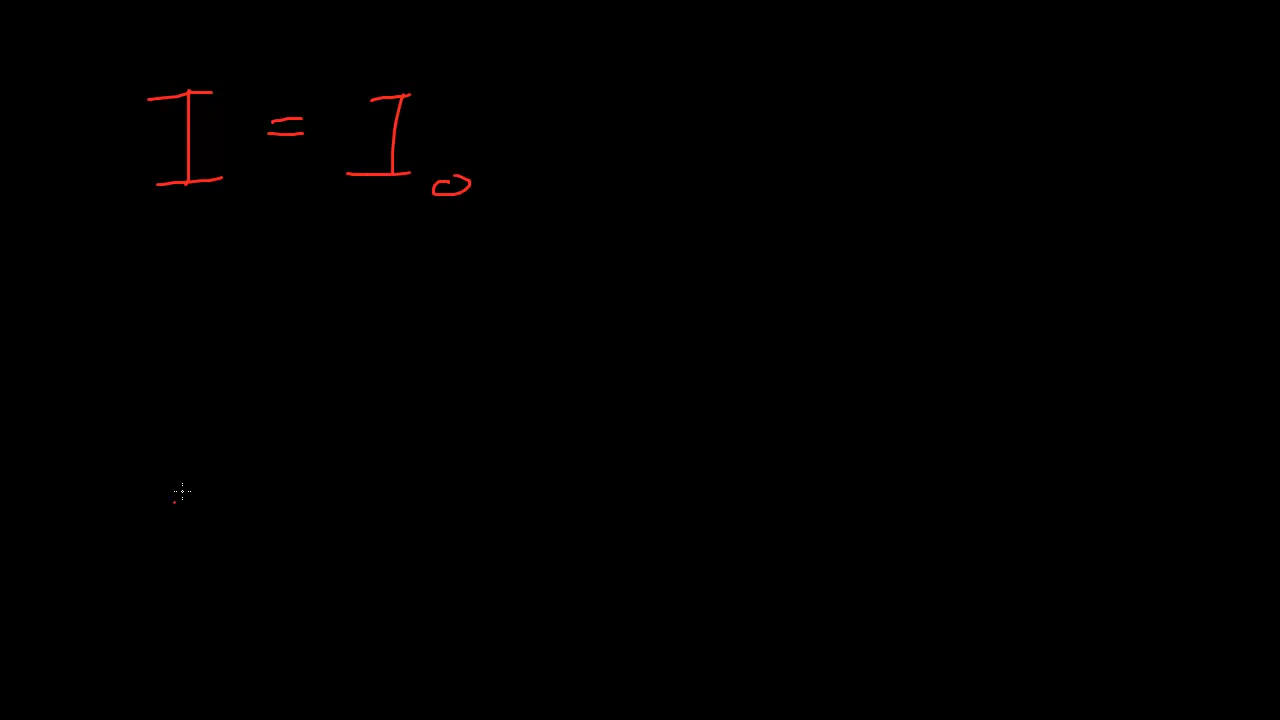 I = I₀